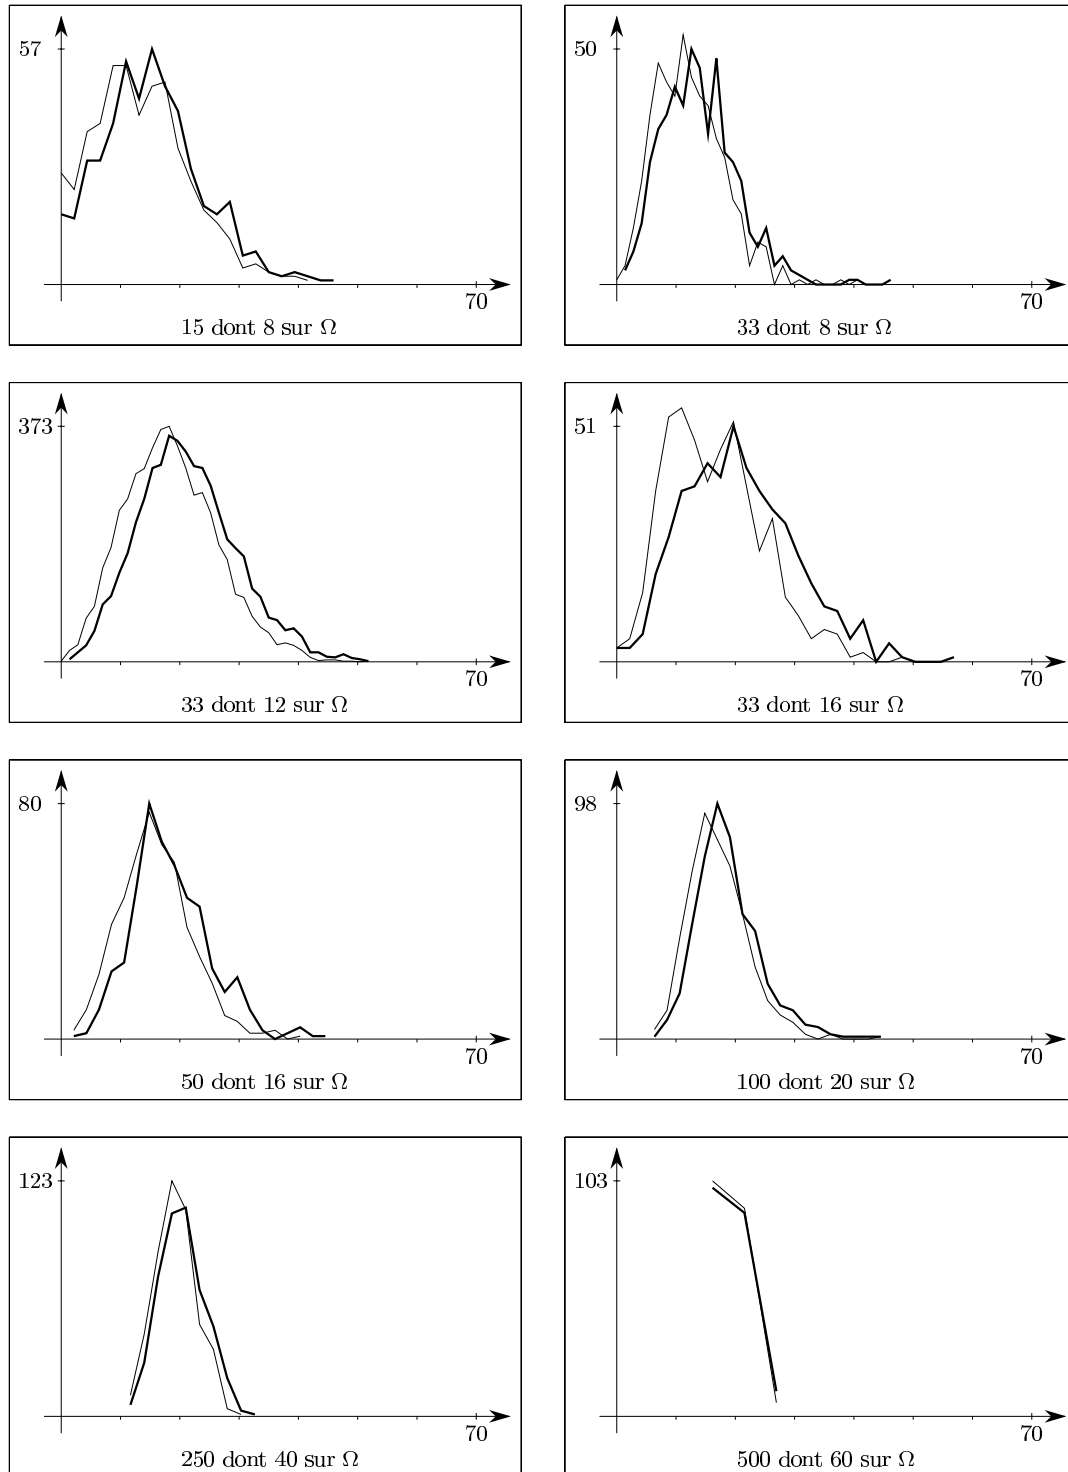 57
70
15 dont 8 sur Ω
50
70
33 dont 8 sur Ω
373
70
33 dont 12 sur Ω
51
70
33 dont 16 sur Ω
80
70
50 dont 16 sur Ω
98
70
100 dont 20 sur Ω
123
70
250 dont 40 sur Ω
103
70
500 dont 60 sur Ω